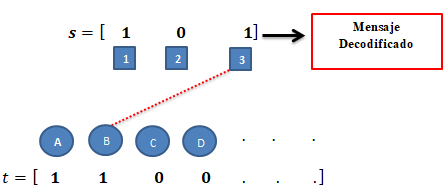 s = [ 1 0 1]
Mensaje
Decodificado
1 2 3
A B C D . . .
t = [ 1 1 0 0 . . .]